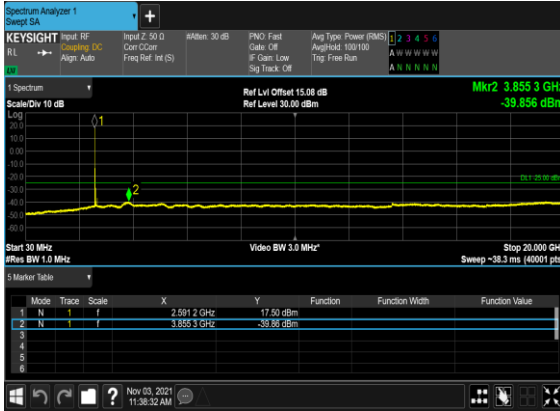 Spectrum Analyzer 1
Swept SA
+
KEYSIGHT Input: RF Input Z: 50 Ω #Atten: 30 dB PNO: Fast Avg Type: Power (RMS) 1 2 3 4 5 6
RL Coupling: DC Corr CCorr Gate: Off Avg|Hold: 100/100 A W W W W W
Align: Auto Freq Ref: Int (S) IF Gain: Low Trig: Free Run
Sig Track: Off A N N N N N
1 Spectrum Ref Lvl Offset 15.08 dB Mkr2 3.855 3 GHz
Scale/Div 10 dB Ref Level 30.00 dBm -39.856 dBm
Log
20.0
10.0
0.00
-10.0
-20.0
-30.0
-40.0
-50.0
-60.0
1
2
DL1 -25.00 dBm
Start 30 MHz Video BW 3.0 MHz* Stop 20.000 GH
#Res BW 1.0 MHz Sweep ~38.3 ms (40001 pts
5 Marker Table
Mode Trace Scale X Y Function Function Width Function Value
1 N 1 f 2.591 2 GHz 17.50 dBm
2 N 1 f 3.855 3 GHz -39.86 dBm
3
4
5
6
? Nov 03, 2021
11:38:32 AM